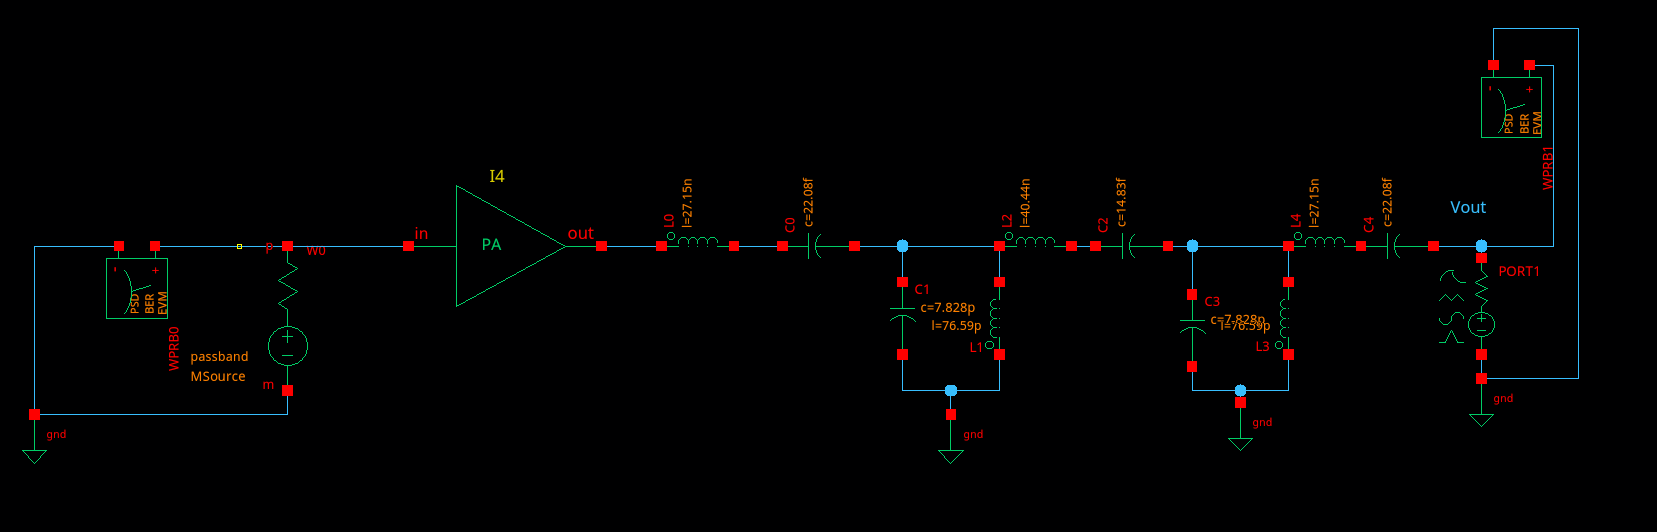 PSD
BER
EVM
WPRB1
I4
l=27.15n
L0
c=22.08f
C0
l=40.44n
L2
c=14.83f
C2
l=27.15n
L4
c=22.08f
C4
Vout
p
W0
in
PA
out
PORT1
PSD
BER
EVM
WPRB0
passband
MSource
m
C1
c=7.828p
l=76.59p
L1
C3
c=7.828p
l=76.59p
L3
gnd
gnd
gnd
gnd